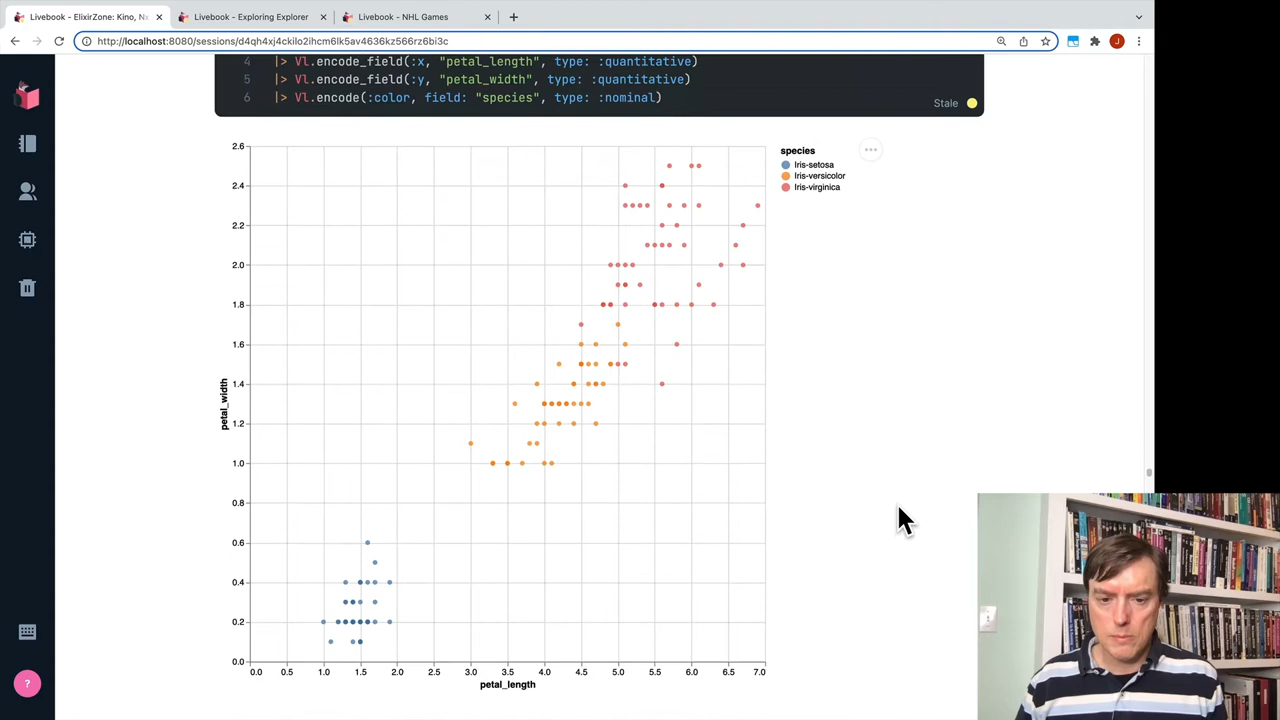 Livebook - ElixirZone: Kino, Nx
Livebook - Exploring Explorer
Livebook - NHL Games
http://localhost:8080/sessions/d4qh4xj4ckilo2ihcm6lk5av4636kz566rz6bi3c
J
4 |> Vl.encode_field(:x, "petal_length", type: :quantitative)
5 |> Vl.encode_field(:y, "petal_width", type: :quantitative)
6 |> Vl.encode(:color, field: "species", type: :nominal)
Stale
species
Iris-setosa
Iris-versicolor
Iris-virginica
2.6
2.4
2.2
2.0
1.8
1.6
1.4
1.2
1.0
0.8
0.6
0.4
0.2
0.0
petal_width
0.0 0.5 1.0 1.5 2.0 2.5 3.0 3.5 4.0 4.5 5.0 5.5 6.0 6.5 7.0
petal_length
?